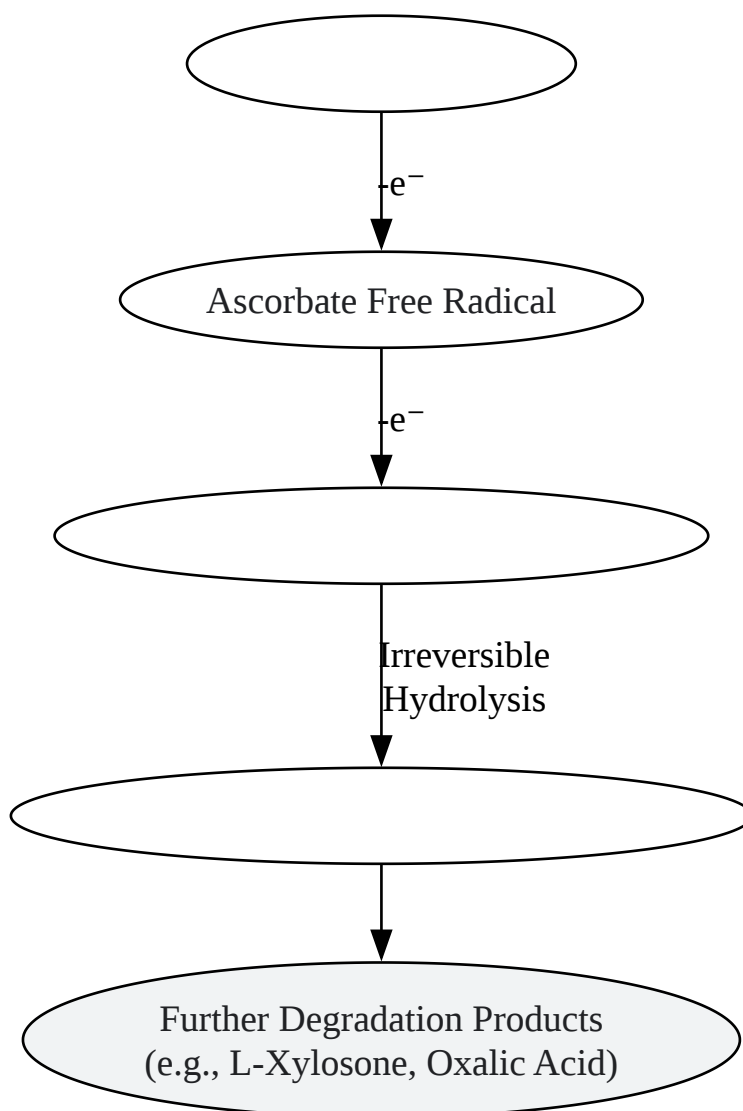 -e⁻
Ascorbate Free Radical
-e⁻
Irreversible
Hydrolysis
Further Degradation Products
(e.g., L-Xylosone, Oxalic Acid)